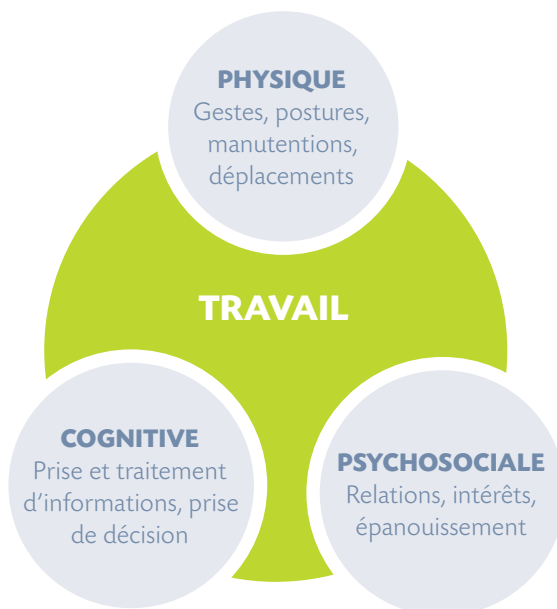 PHYSIQUE
Gestes, postures,
manutentions,
déplacements
TRAVAIL
COGNITIVE
Prise et traitement
d’informations, prise
de décision
PSYCHOSOCIALE
Relations, intérêts,
épanouissement